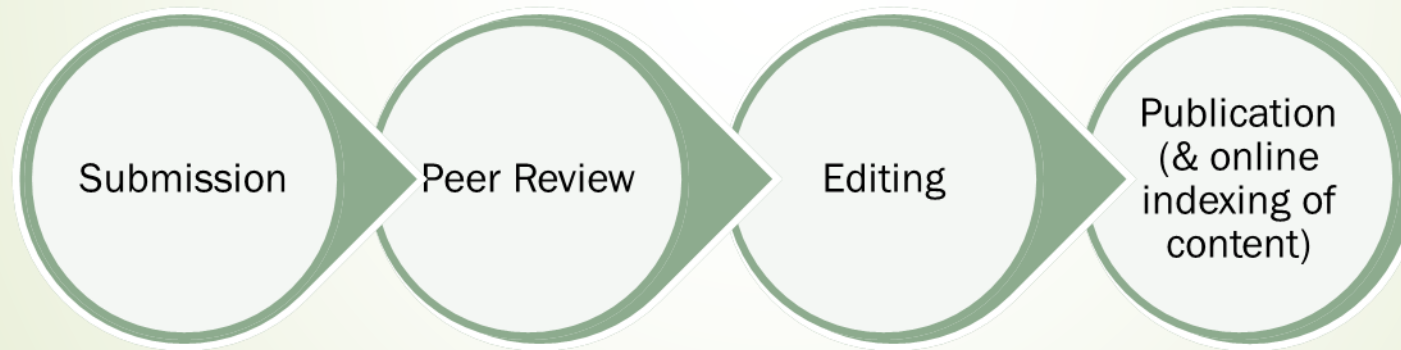 Submission
Peer Review
Editing
Publication
(& online
indexing of
content)